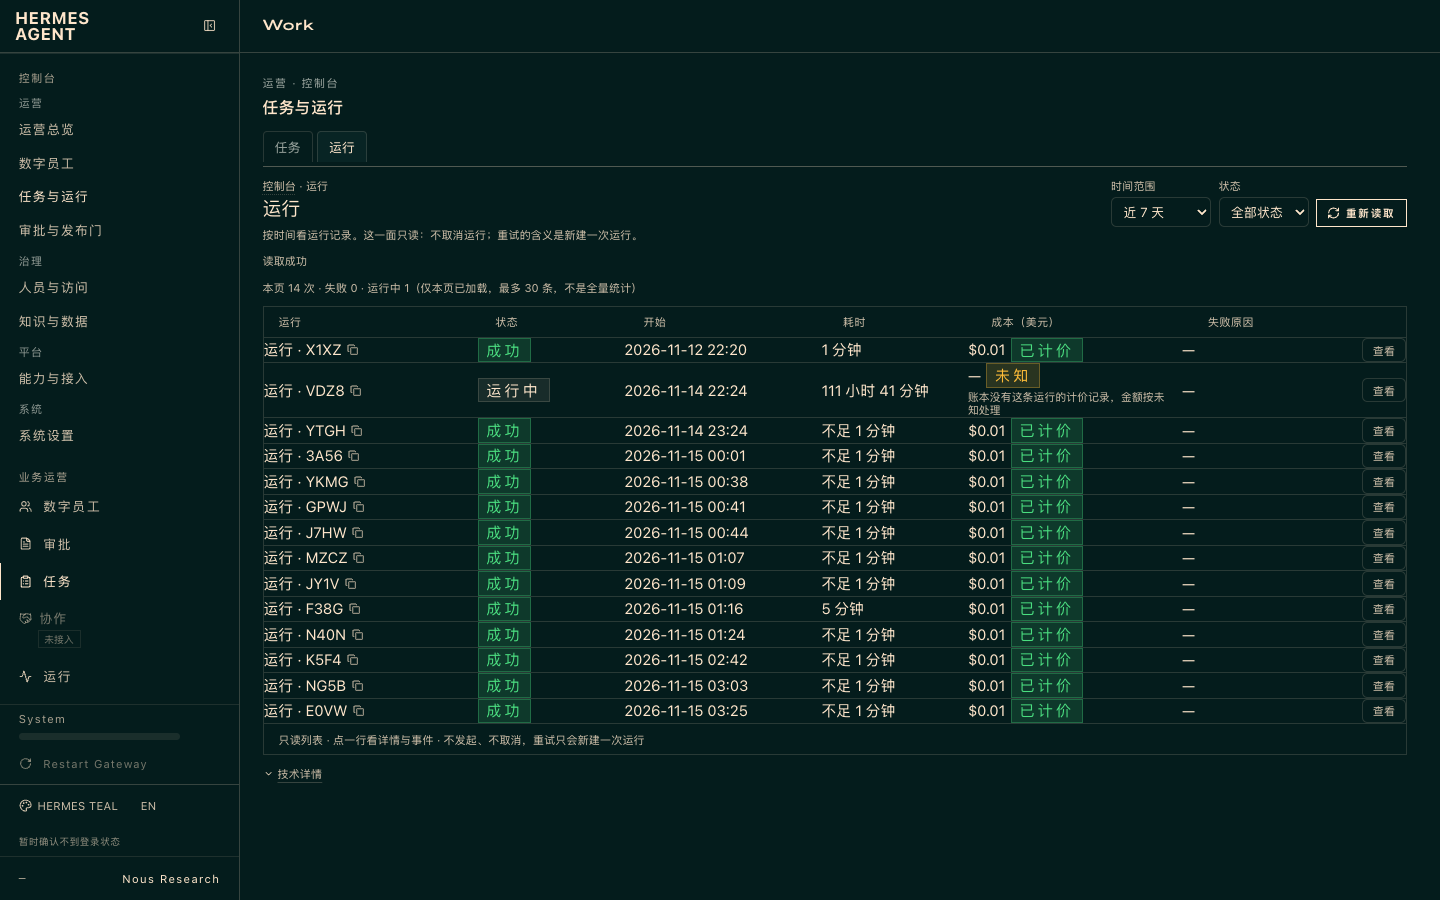 HERMES
AGENT
控制台
运营
运营总览
数字员工
任务与运行
审批与发布门
治理
人员与访问
知识与数据
平台
能力与接入
系统
系统设置
业务运营
数字员工
审批
任务
协作
未接入
运行
System
Restart Gateway
HERMES TEAL EN
暂时确认不到登录状态
— Nous Research
Work
运营 · 控制台
任务与运行
任务 运行
控制台 · 运行
运行
按时间看运行记录。这一面只读：不取消运行；重试的含义是新建一次运行。
时间范围 状态
近 7 天 全部状态 重新读取
读取成功
本页 14 次 · 失败 0 · 运行中 1（仅本页已加载，最多 30 条，不是全量统计）
运行 状态 开始 耗时 成本（美元） 失败原因
运行 · X1XZ 成功 2026-11-12 22:20 1 分钟 $0.01 已计价 — 查看
运行 · VDZ8 运行中 2026-11-14 22:24 111 小时 41 分钟 — 未知 — 查看
账本没有这条运行的计价记录，金额按未
知处理
运行 · YTGH 成功 2026-11-14 23:24 不足 1 分钟 $0.01 已计价 — 查看
运行 · 3A56 成功 2026-11-15 00:01 不足 1 分钟 $0.01 已计价 — 查看
运行 · YKMG 成功 2026-11-15 00:38 不足 1 分钟 $0.01 已计价 — 查看
运行 · GPWJ 成功 2026-11-15 00:41 不足 1 分钟 $0.01 已计价 — 查看
运行 · J7HW 成功 2026-11-15 00:44 不足 1 分钟 $0.01 已计价 — 查看
运行 · MZCZ 成功 2026-11-15 01:07 不足 1 分钟 $0.01 已计价 — 查看
运行 · JY1V 成功 2026-11-15 01:09 不足 1 分钟 $0.01 已计价 — 查看
运行 · F38G 成功 2026-11-15 01:16 5 分钟 $0.01 已计价 — 查看
运行 · N40N 成功 2026-11-15 01:24 不足 1 分钟 $0.01 已计价 — 查看
运行 · K5F4 成功 2026-11-15 02:42 不足 1 分钟 $0.01 已计价 — 查看
运行 · NG5B 成功 2026-11-15 03:03 不足 1 分钟 $0.01 已计价 — 查看
运行 · E0VW 成功 2026-11-15 03:25 不足 1 分钟 $0.01 已计价 — 查看
只读列表 · 点一行看详情与事件 · 不发起、不取消，重试只会新建一次运行
技术详情